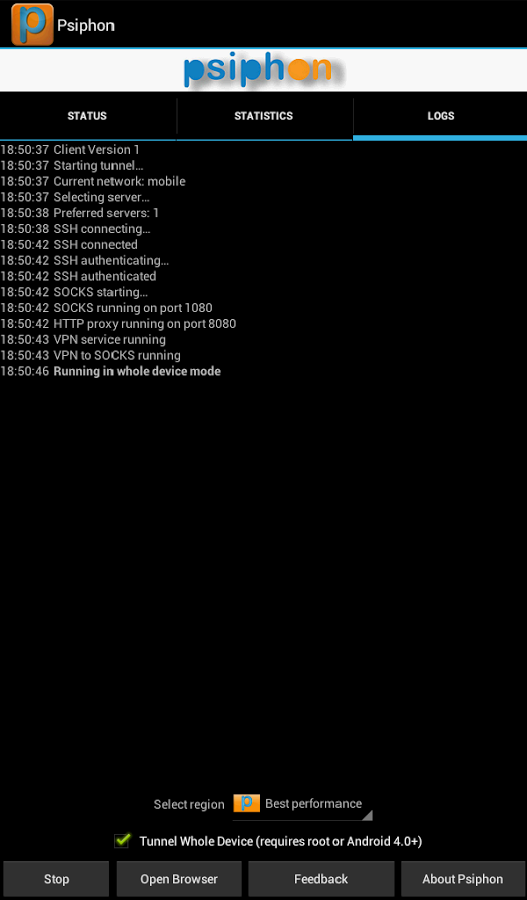 Psiphon
psiphon
STATUS
STATISTICS
LOGS
18:50:37 Client Version 1
18:50:37 Starting tunnel...
18:50:37 Current network: mobile
18:50:37 Selecting server...
18:50:38 Preferred servers: 1
18:50:38 SSH connecting...
18:50:42 SSH connected
18:50:42 SSH authenticating...
18:50:42 SSH authenticated
18:50:42 SOCKS starting...
18:50:42 SOCKS running on port 1080
18:50:42 HTTP proxy running on port 8080
18:50:43 VPN service running
18:50:43 VPN to SOCKS running
18:50:46 Running in whole device mode
Select region Best performance
Tunnel Whole Device (requires root or Android 4.0+)
Stop
Open Browser
Feedback
About Psiphon